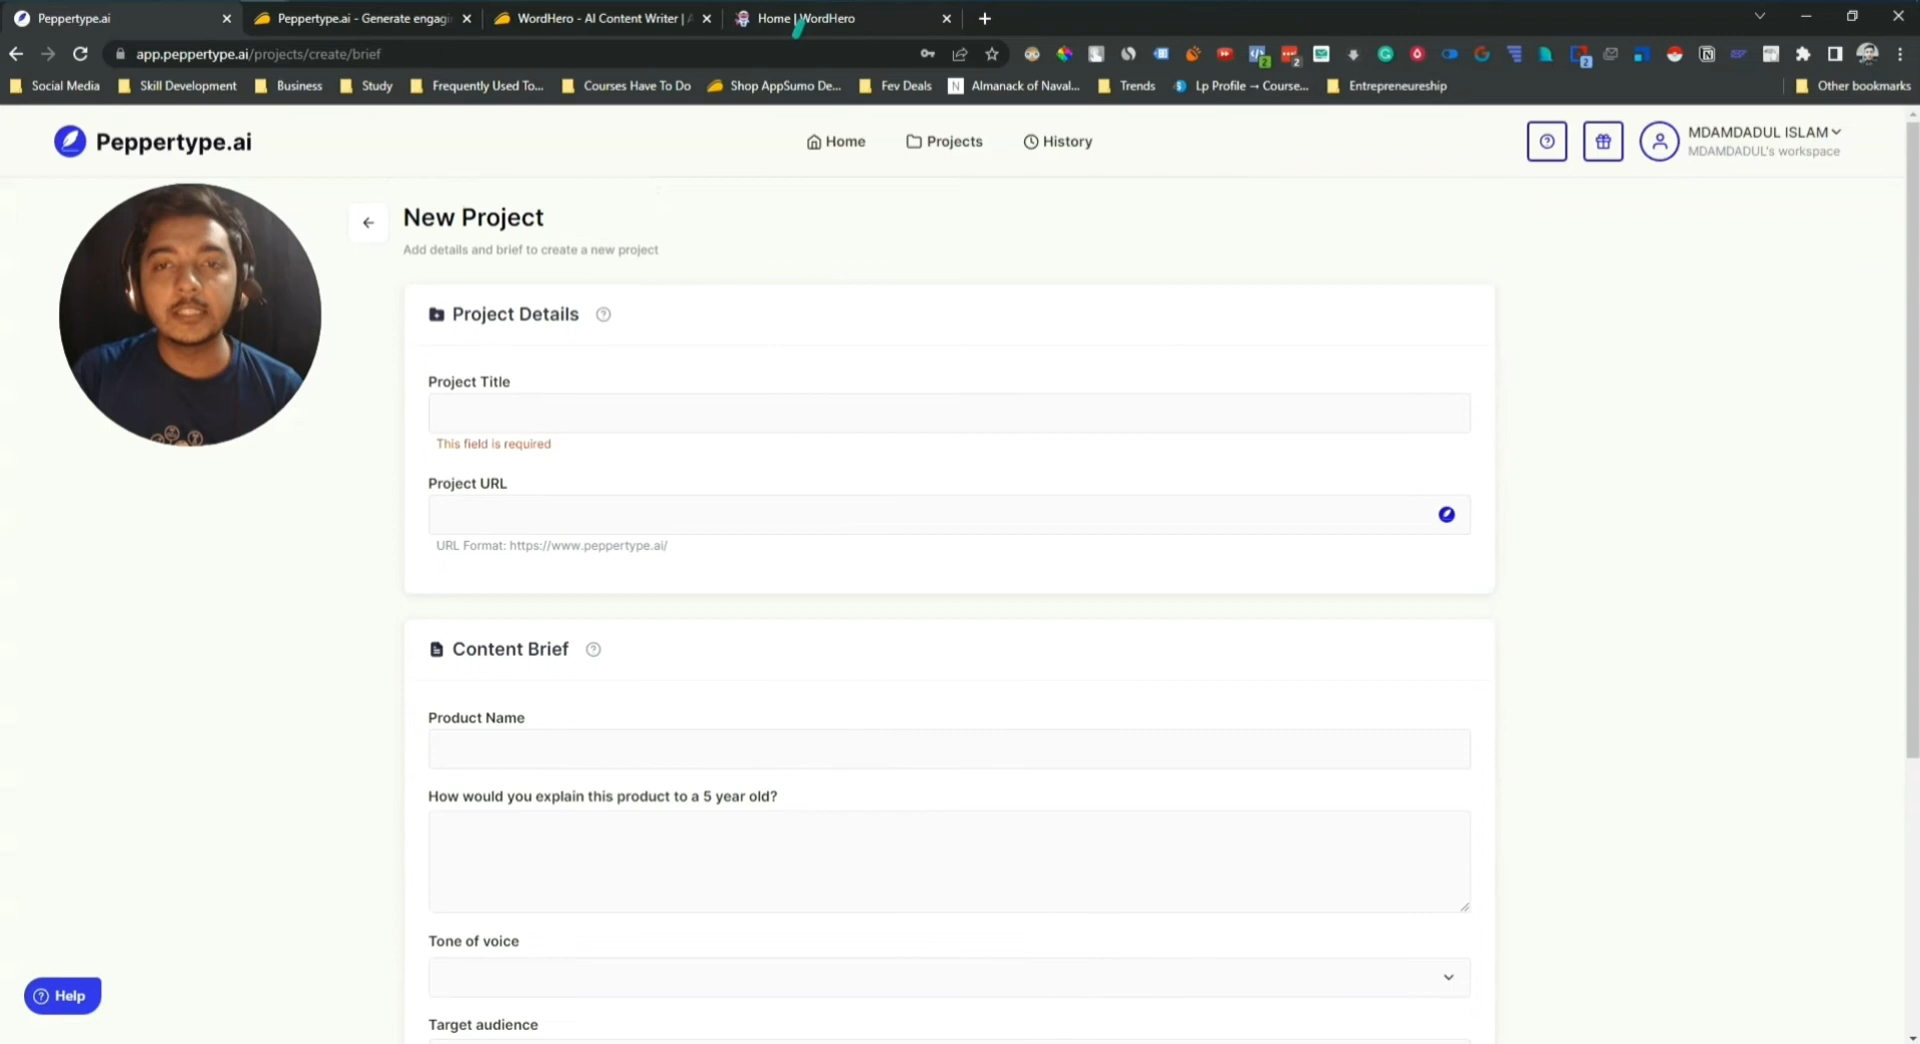 Peppertype.ai
Peppertype.ai - Generate engagi
WordHero - AI Content Writer |
Home | WordHero
app.peppertype.ai/projects/create/brief
2
2
2
Social Media
Skill Development
Business
Study
Frequently Used To...
Courses Have To Do
Shop AppSumo De...
Fev Deals
Almanack of Naval...
Trends
Lp Profile → Course...
Entrepreneureship
Other bookmarks
Peppertype.ai
Home
Projects
History
MDAMDADUL ISLAM
MDAMDADUL's workspace
New Project
Add details and brief to create a new project
Project Details
Project Title
This field is required
Project URL
URL Format: https://www.peppertype.ai/
Content Brief
Product Name
How would you explain this product to a 5 year old?
Tone of voice
Target audience
Help